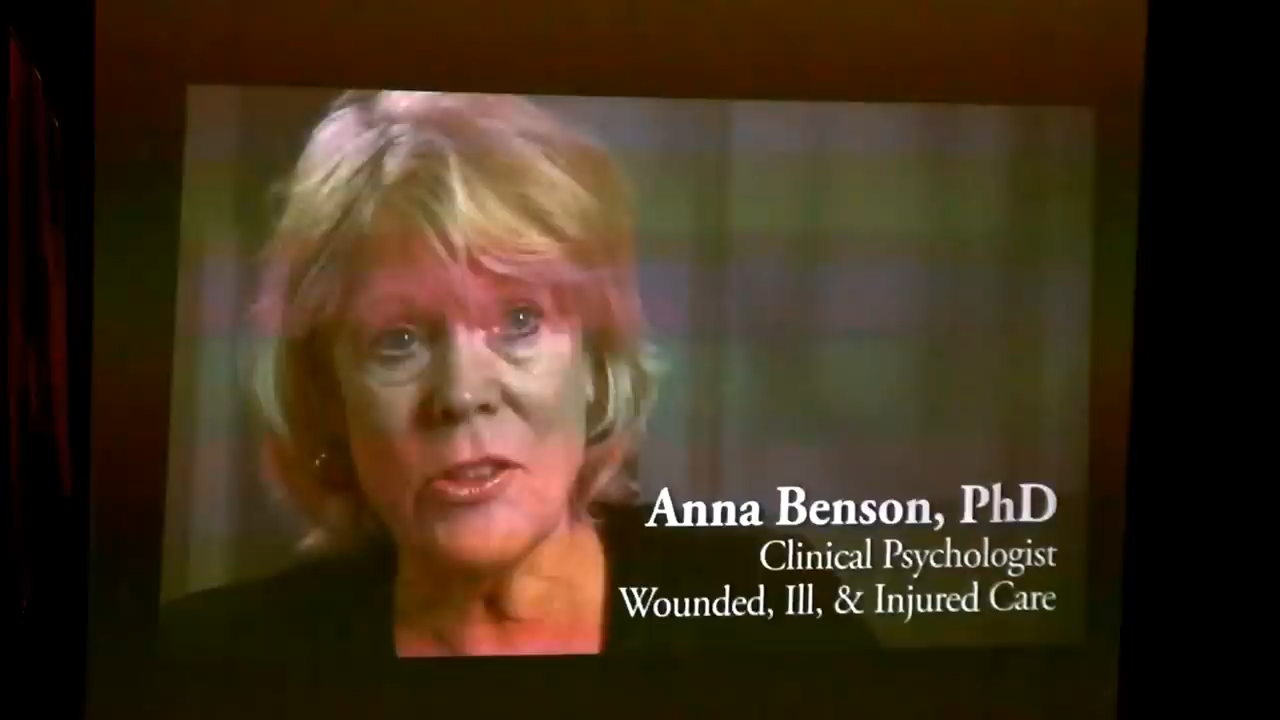 Anna Benson, PhD
Clinical Psychologist
Wounded, Ill, & Injured Care